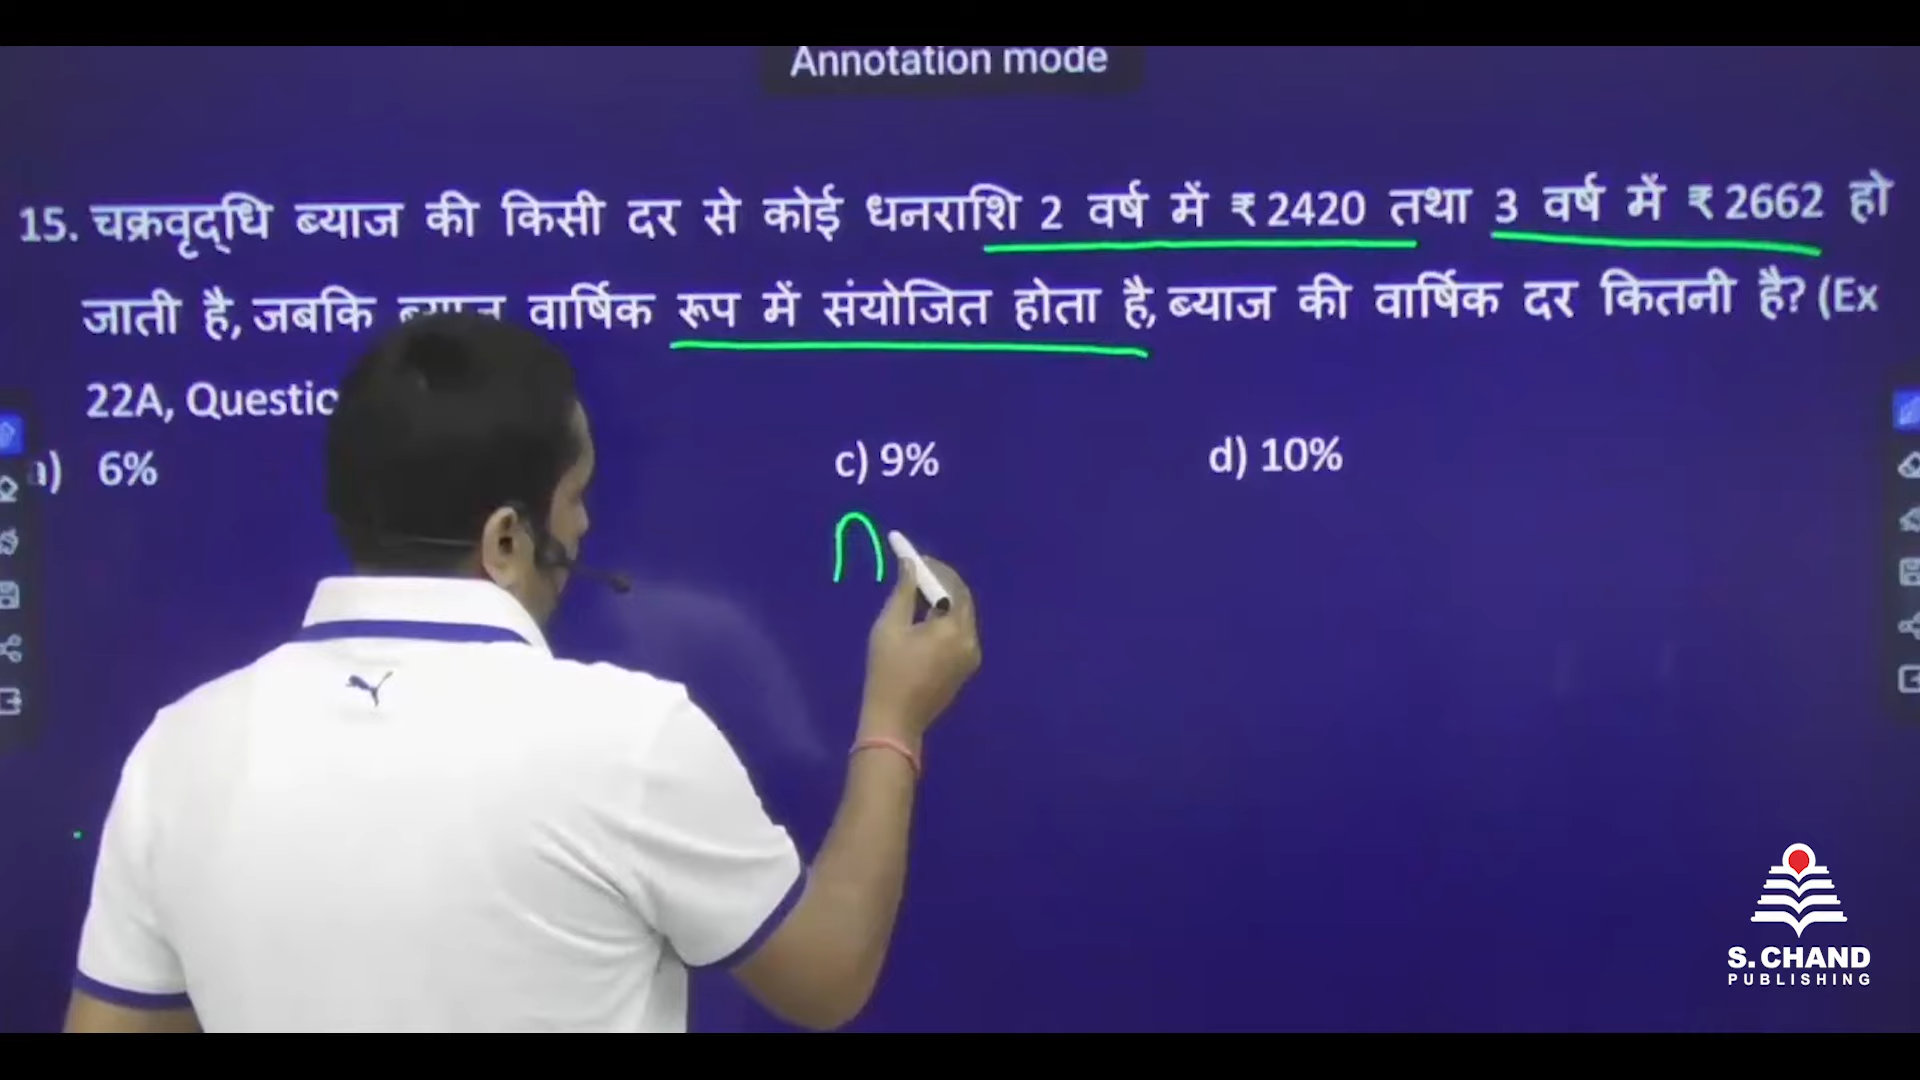 Annotation mode
15. चक्रवृद्धि ब्याज की किसी दर से कोई धनराशि 2 वर्ष में ₹ 2420 तथा 3 वर्ष में ₹ 2662 हो
जाती है, जबकि वार्षिक रूप में संयोजित होता है, ब्याज की वार्षिक दर कितनी है? (Ex
22A,
6% c) 9% d) 10%
S. CHAND
PUBLISHING